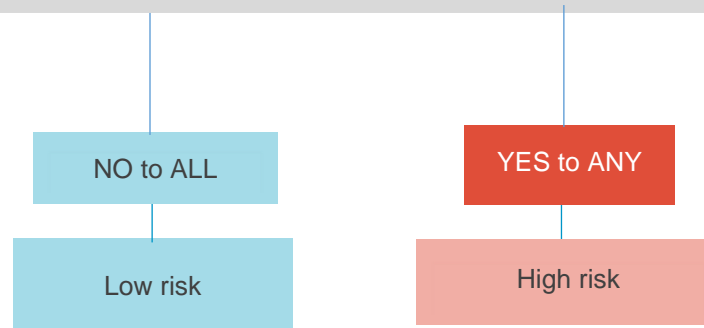 NO to ALL
YES to ANY
Low risk
High risk